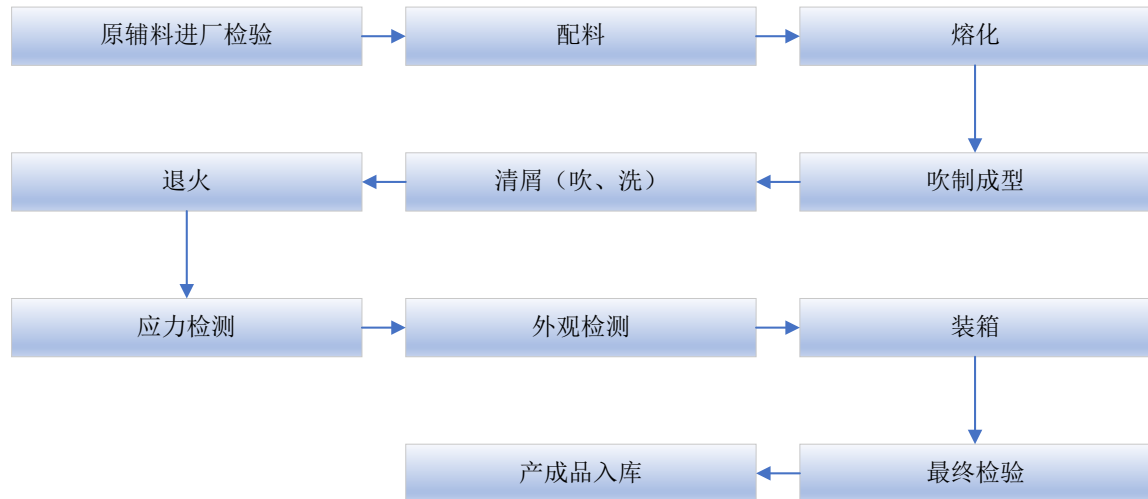 原辅料进厂检验
配料
熔化
吹制成型
清屑（吹、洗）
退火
应力检测
外观检测
装箱
最终检验
产成品入库